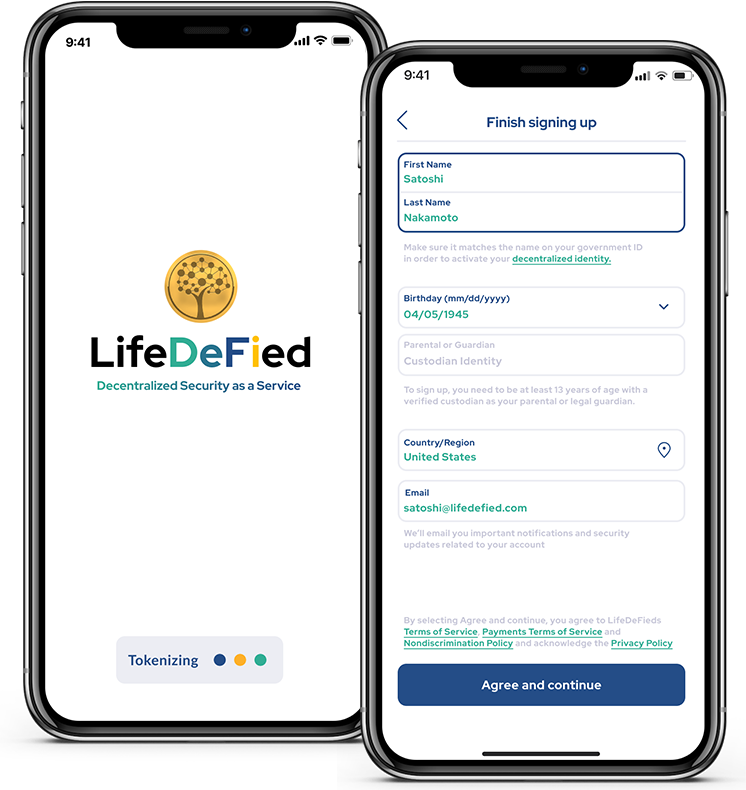 9:41
LifeDeFied
Decentralized Security as a Service
Tokenizing
9:41
Finish signing up
First Name
Satoshi
Last Name
Nakamoto
Make sure it matches the name on your government ID
in order to activate your decentralized identity.
Birthday (mm/dd/yyyy)
04/05/1945
Parental or Guardian
Custodian Identity
To sign up, you need to be at least 13 years of age with a
verified custodian as your parental or legal guardian.
Country/Region
United States
Email
satoshi@lifedefied.com
We'll email you important notifications and security
updates related to your account
By selecting Agree and continue, you agree to LifeDeFieds
Terms of Service, Payments Terms of Service and
Nondiscrimination Policy and acknowledge the Privacy Policy
Agree and continue